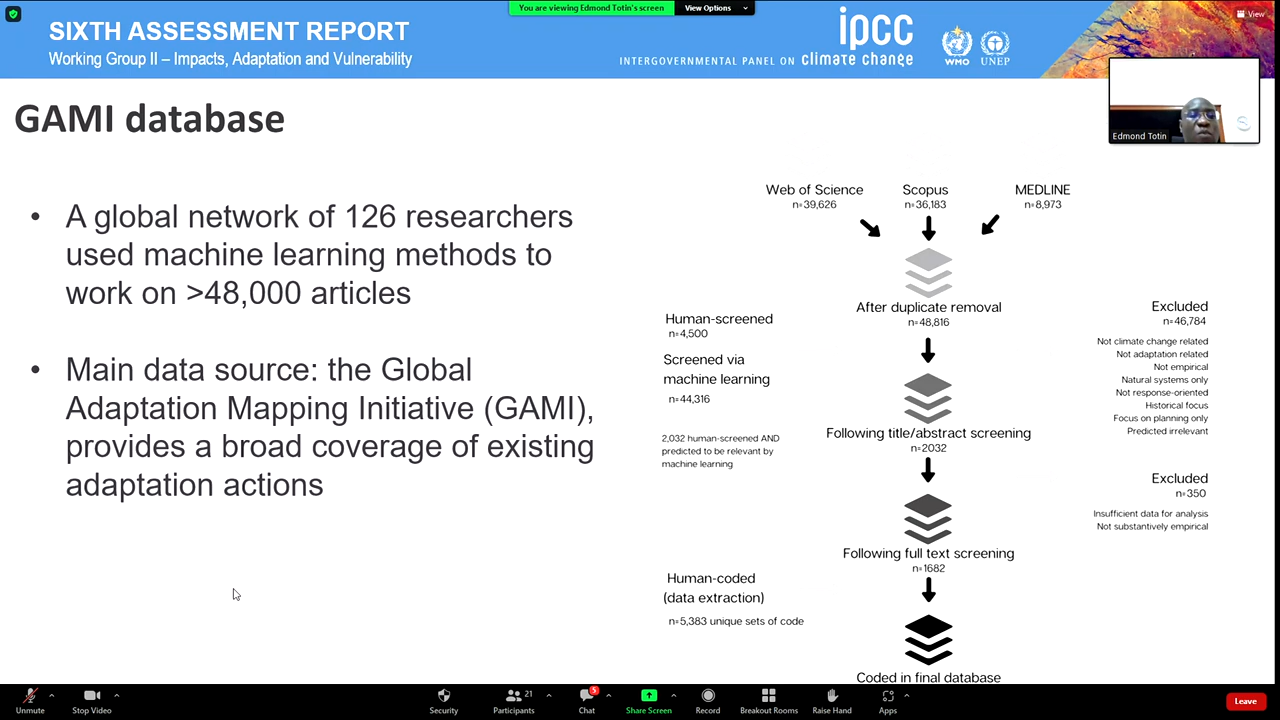 You are viewing Edmond Totin's screen
View Options
View
SIXTH ASSESSMENT REPORT
Working Group II – Impacts, Adaptation and Vulnerability
ipcc
INTERGOVERNMENTAL PANEL ON climate change
WMO
UNEP
Edmond Totin
GAMI database
• A global network of 126 researchers
used machine learning methods to
work on >48,000 articles
• Main data source: the Global
Adaptation Mapping Initiative (GAMI),
provides a broad coverage of existing
adaptation actions
Web of Science
n=39,626
Scopus
n=36,183
MEDLINE
n=8,973
After duplicate removal
n=48,816
Human-screened
n=4,500
Screened via
machine learning
n=44,316
2,032 human-screened AND
predicted to be relevant by
machine learning
Excluded
n=46,784
Not climate change related
Not adaptation related
Not empirical
Natural systems only
Not response-oriented
Historical focus
Focus on planning only
Predicted irrelevant
Following title/abstract screening
n=2032
Excluded
n=350
Insufficient data for analysis
Not substantively empirical
Following full text screening
n=1682
Human-coded
(data extraction)
n=5,383 unique sets of code
Coded in final database
Unmute
Stop Video
Security
Participants
21
Chat
5
Share Screen
Record
Breakout Rooms
Raise Hand
Apps
Leave